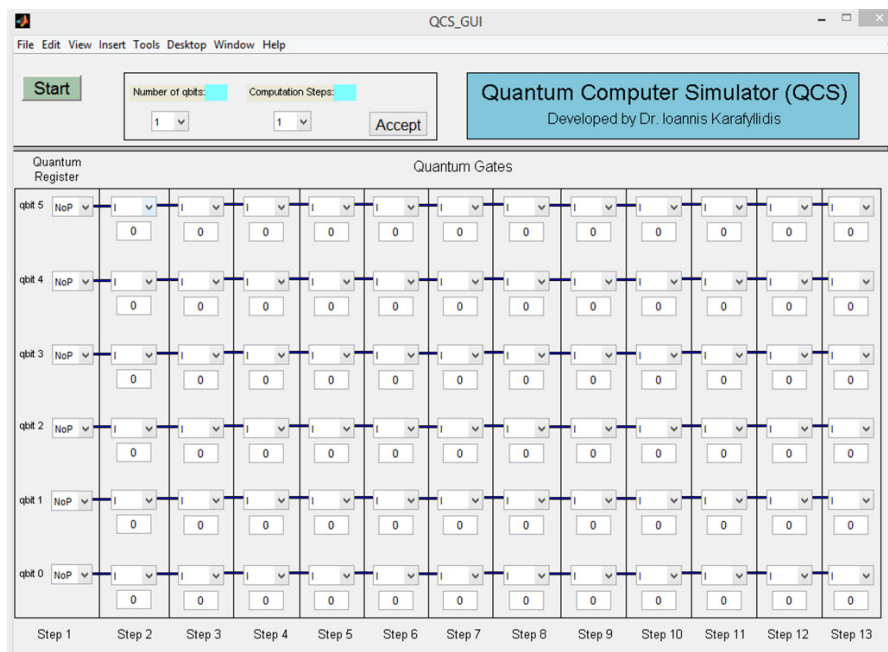 QCS_GUI
File Edit View Insert Tools Desktop Window Help
Start
Number of qbits: Computation Steps:
1 1 Accept
Quantum Computer Simulator (QCS)
Developed by Dr. Ioannis Karafyllidis
Quantum
Register
Quantum Gates
qbit 5 NoP I I I I I I I I I I I I
0 0 0 0 0 0 0 0 0 0 0 0
qbit 4 NoP I I I I I I I I I I I I
0 0 0 0 0 0 0 0 0 0 0 0
qbit 3 NoP I I I I I I I I I I I I
0 0 0 0 0 0 0 0 0 0 0 0
qbit 2 NoP I I I I I I I I I I I I
0 0 0 0 0 0 0 0 0 0 0 0
qbit 1 NoP I I I I I I I I I I I I
0 0 0 0 0 0 0 0 0 0 0 0
qbit 0 NoP I I I I I I I I I I I I
0 0 0 0 0 0 0 0 0 0 0 0
Step 1 Step 2 Step 3 Step 4 Step 5 Step 6 Step 7 Step 8 Step 9 Step 10 Step 11 Step 12 Step 13